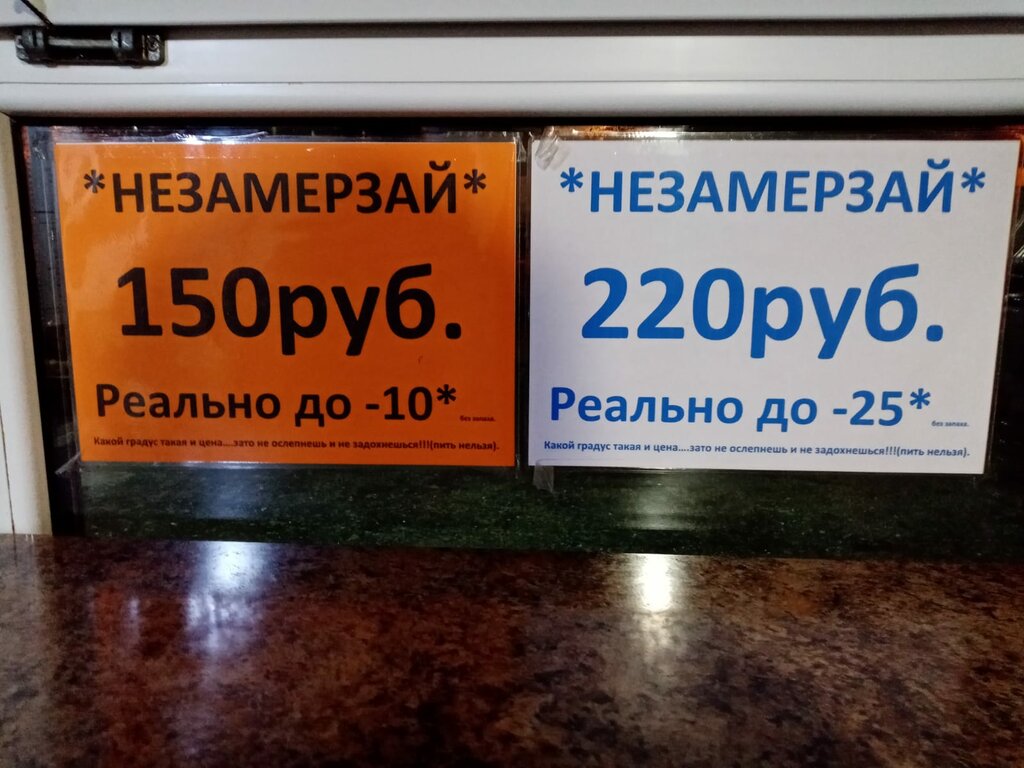 *НЕЗАМЕРЗАЙ*
150руб.
Реально до -10*
без запаха.
Какой градус такая и цена....зато не ослепнешь и не задохнешься!!!(пить нельзя).
*НЕЗАМЕРЗАЙ*
220руб.
Реально до -25*
без запаха.
Какой градус такая и цена....зато не ослепнешь и не задохнешься!!!(пить нельзя).